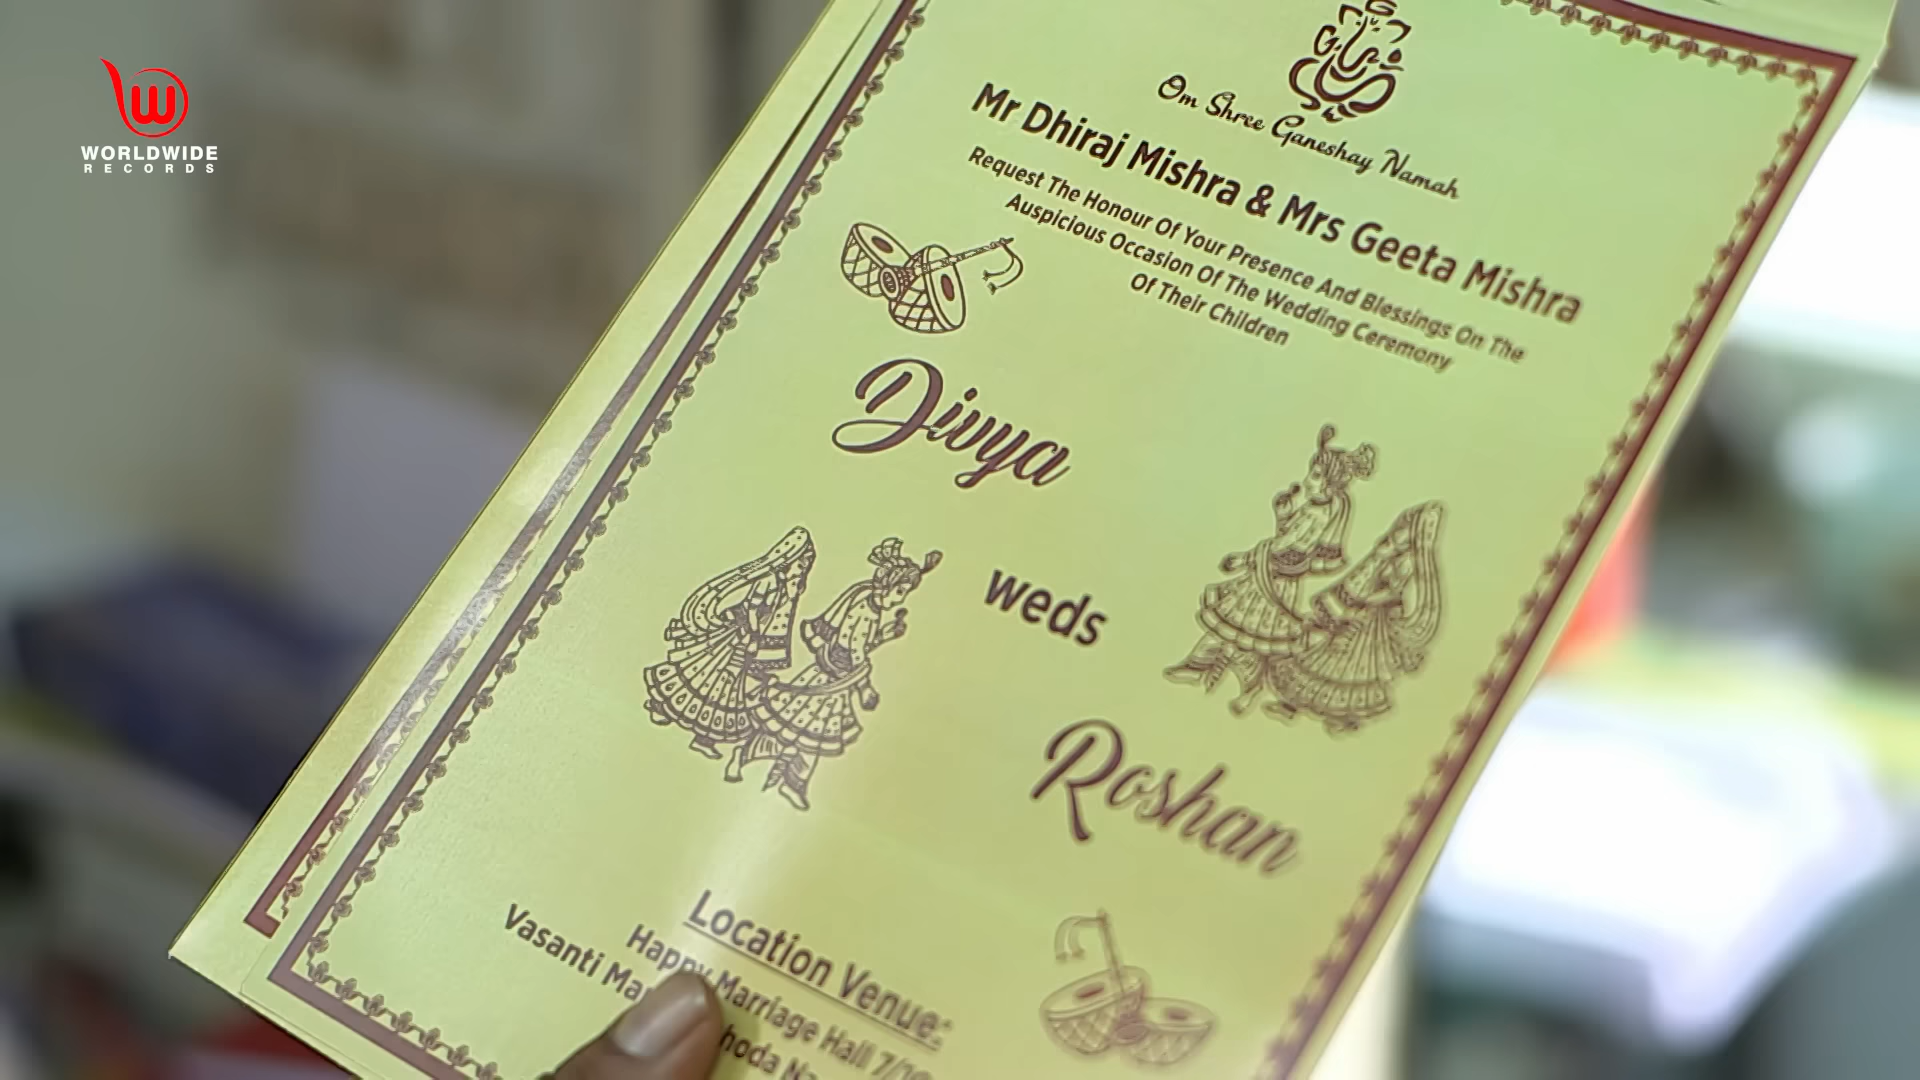 WORLDWIDE
RECORDS
Om Shree Ganeshay Namah
Mr Dhiraj Mishra & Mrs Geeta Mishra
Request The Honour Of Your Presence And Blessings On The
Auspicious Occasion Of The Wedding Ceremony
Of Their Children
Divya
weds
Roshan
Location Venue:
Happy Marriage Hall
Vasanti